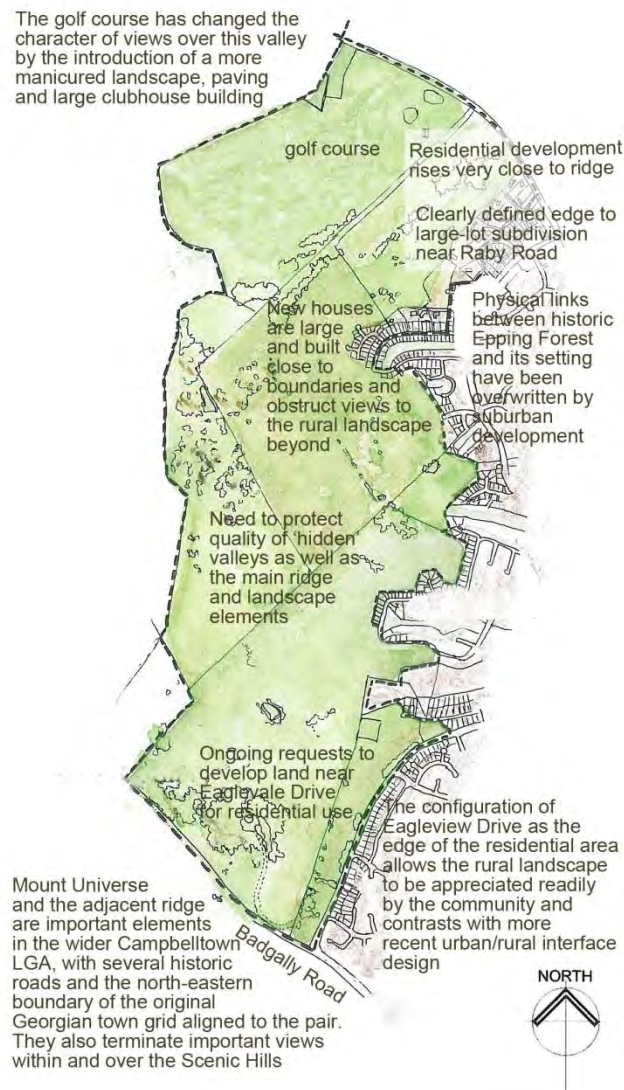 The golf course has changed the
character of views over this valley
by the introduction of a more
manicured landscape, paving
and large clubhouse building
golf course
Residential development
rises very close to ridge
Clearly defined edge to
large-lot subdivision
near Raby Road
New houses
are large
and built
close to
boundaries and
obstruct views to
the rural landscape
beyond
Physical links
between historic
Epping Forest
and its setting
have been
overwritten by
suburban
development
Need to protect
quality of 'hidden'
valleys as well as
the main ridge
and landscape
elements
Ongoing requests to
develop land near
Eaglevale Drive
for residential use
The configuration of
Eagleview Drive as the
edge of the residential area
allows the rural landscape
to be appreciated readily
by the community and
contrasts with more
recent urban/rural interface
design
Mount Universe
and the adjacent ridge
are important elements
in the wider Campbelltown
LGA, with several historic
roads and the north-eastern
boundary of the original
Georgian town grid aligned to the pair.
They also terminate important views
within and over the Scenic Hills
Badgally Road
NORTH